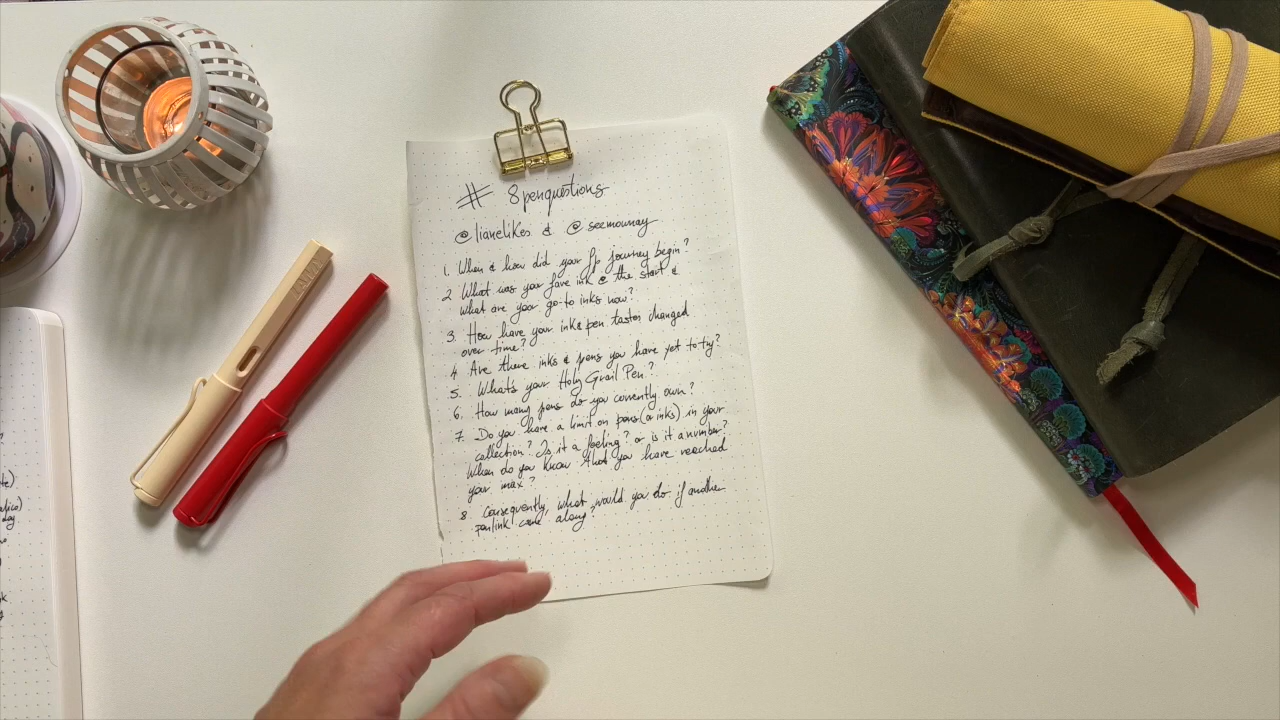 # 8penquestions
@lianelikes & @seemownay
1. When & how did your fp journey begin?
2 What was your fave ink @ the start &
what are your go-to inks now?
3. How have your ink & pen tastes changed
over time?
4 Are there inks & pens you have yet to try?
5. What's your Holy Grail Pen?
6. How many pens do you currently own?
7. Do you have a limit on pens (or inks) in your
collection? Is it a feeling? or is it a number?
When do you know that you have reached
your max?
8. Consequently, what would you do if another
pen/ink came along?
LAMY
day